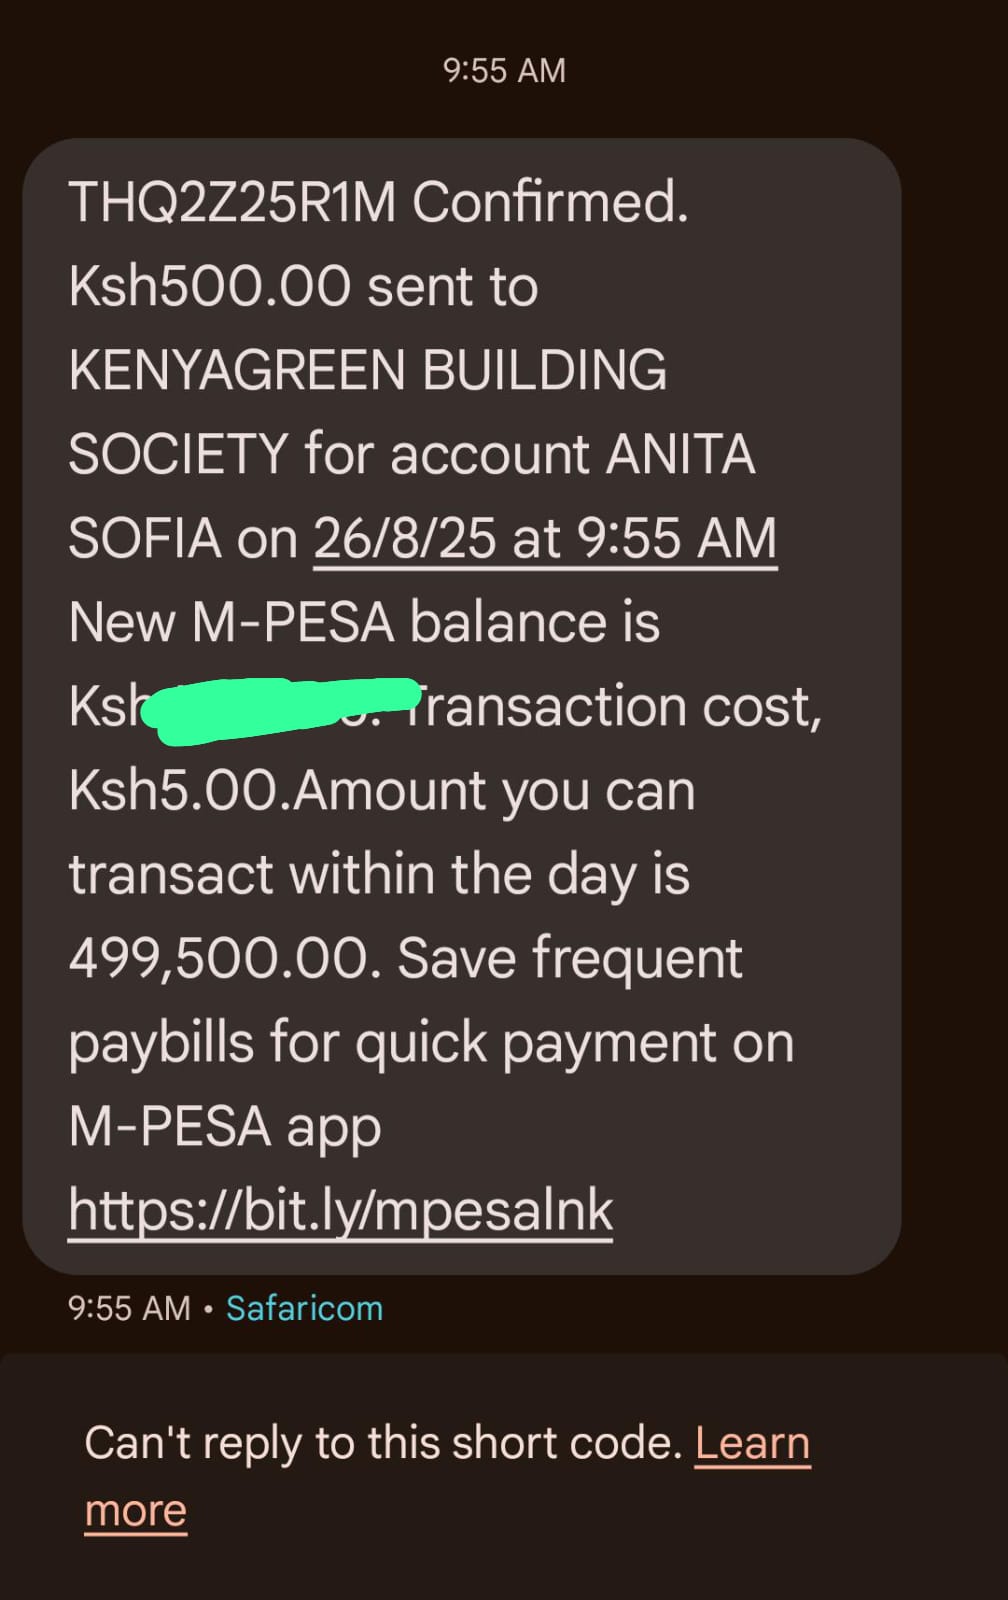 9:55 AM
THQ2Z25R1M Confirmed.
Ksh500.00 sent to
KENYAGREEN BUILDING
SOCIETY for account ANITA
SOFIA on 26/8/25 at 9:55 AM
New M-PESA balance is
Ksh Transaction cost,
Ksh5.00.Amount you can
transact within the day is
499,500.00. Save frequent
paybills for quick payment on
M-PESA app
https://bit.ly/mpesalnk
9:55 AM • Safaricom
Can't reply to this short code. Learn
more